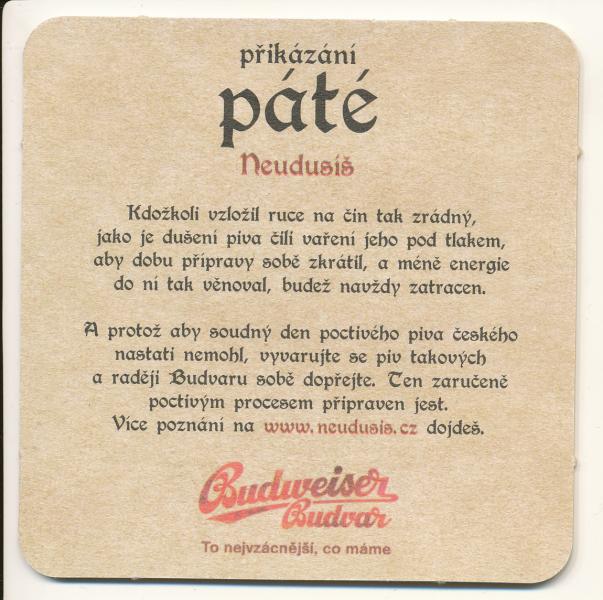 přikázání
páté
Neudusíš
Kdožkoli vzložil ruce na čin tak zrádný,
jako je dušení piva čili vaření jeho pod tlakem,
aby dobu přípravy sobě zkrátil, a méně energie
do ní tak věnoval, budež navždy zatracen.
A protož aby soudný den poctivého piva českého
nastati nemohl, vyvarujte se piv takových
a raději Budvaru sobě dopřejte. Ten zaručeně
poctivým procesem připraven jest.
Více poznání na www.neudusis.cz dojdeš.
Budweiser
Budvar
To nejvzácnější, co máme